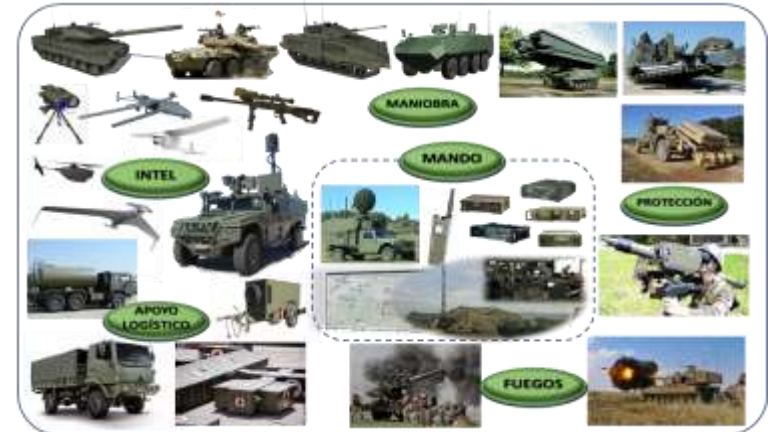 MANIOBRA
MANDO
INTEL
PROTECCIÓN
APOYO
LOGÍSTICO
FUEGOS